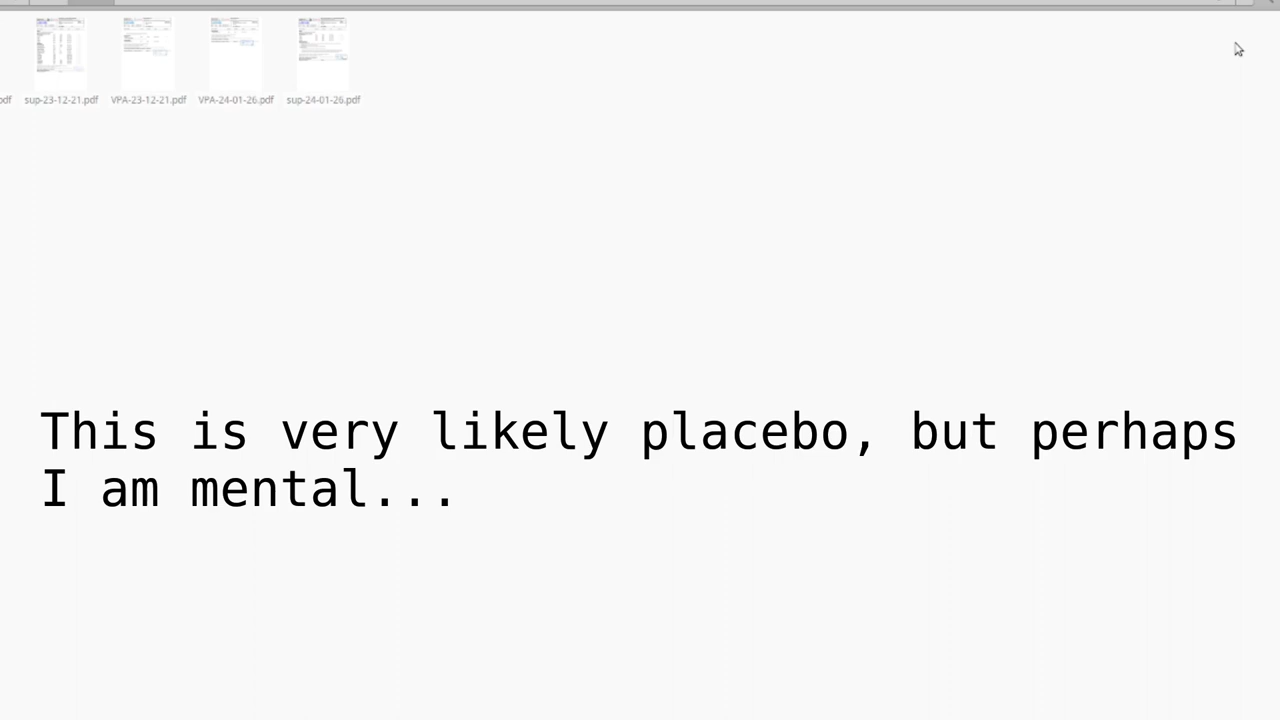 pdf sup-23-12-21.pdf VPA-23-12-21.pdf VPA-24-01-26.pdf sup-24-01-26.pdf
This is very likely placebo, but perhaps
I am mental...